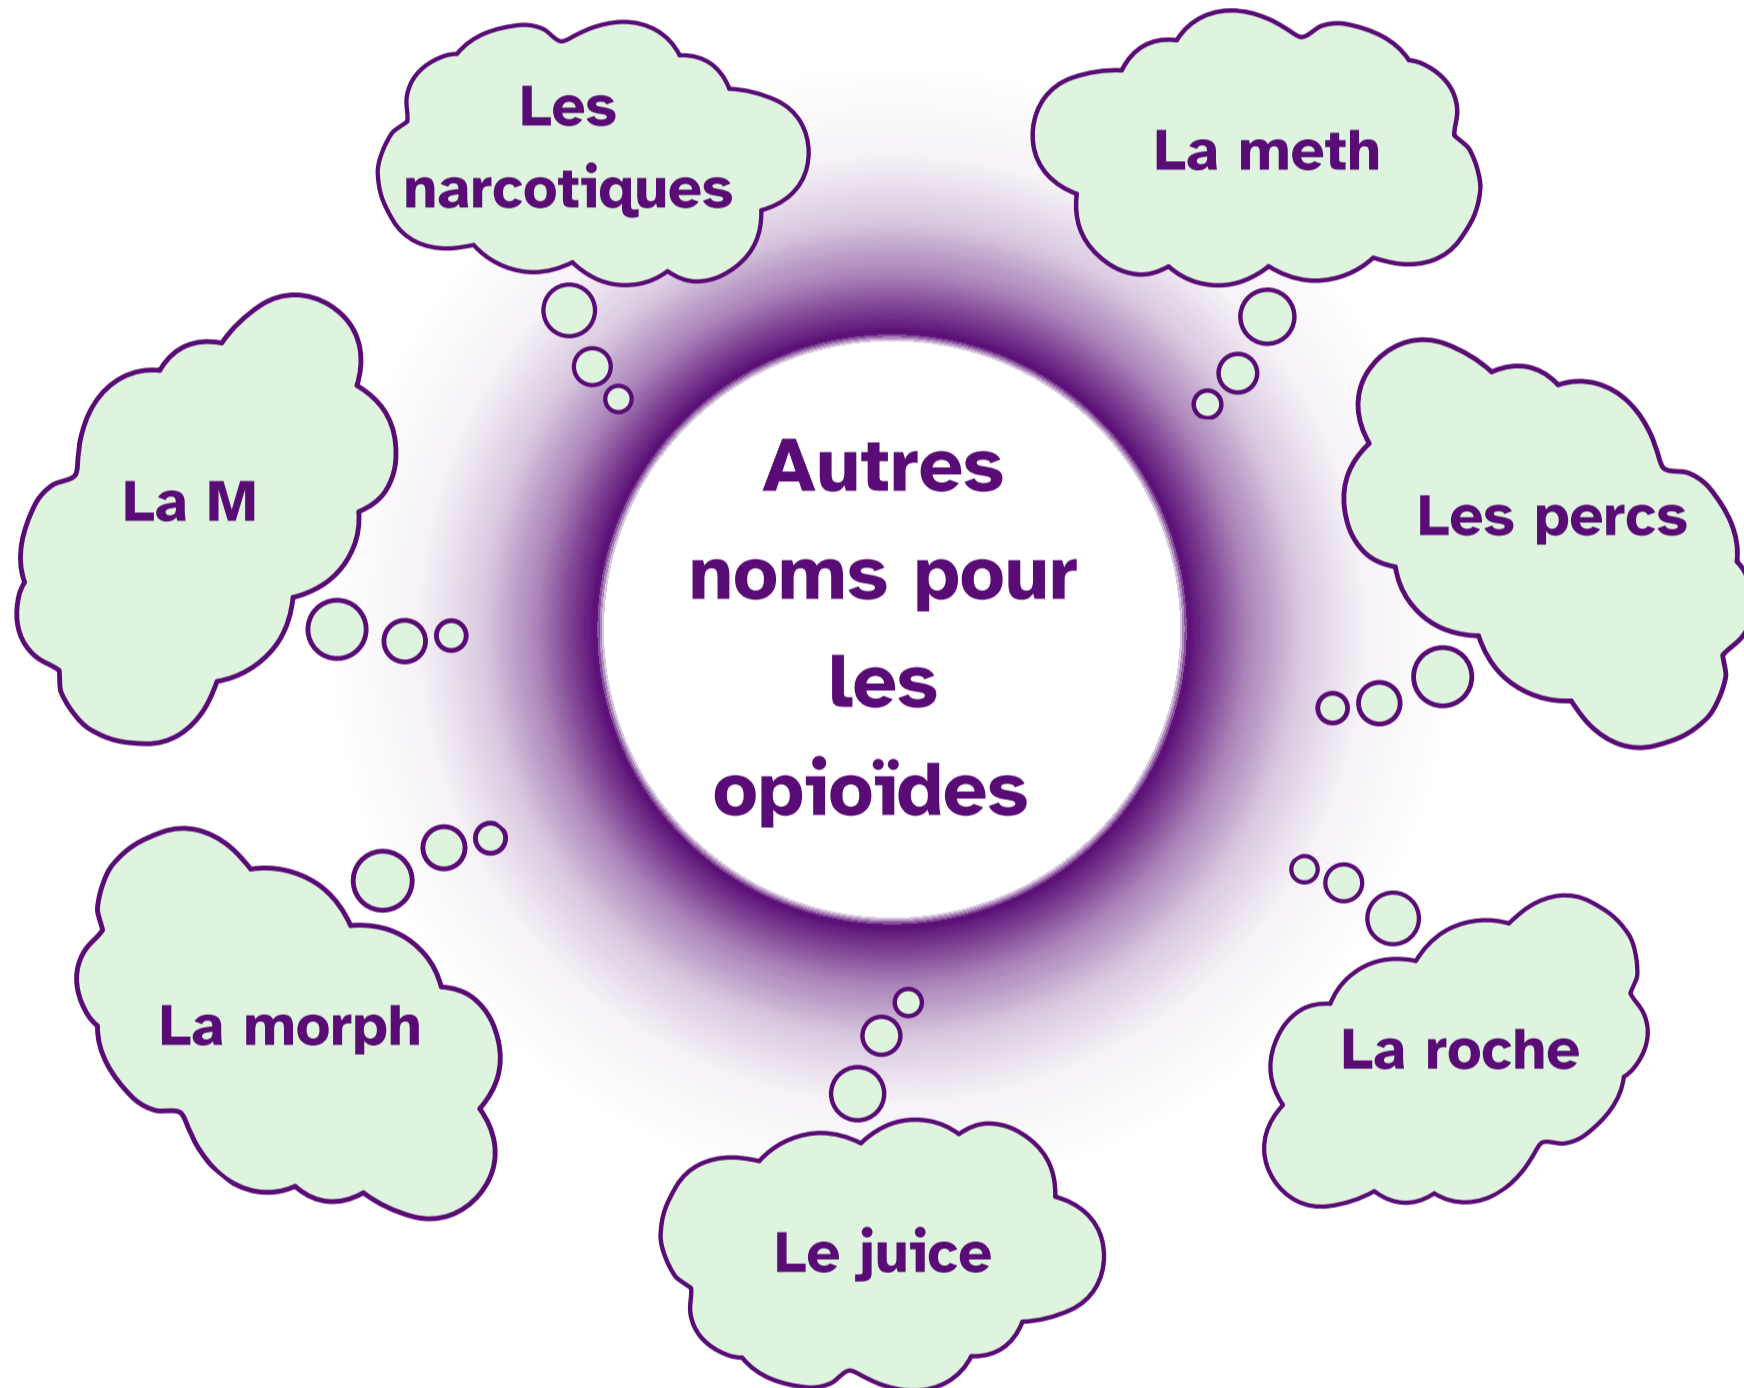 Les
narcotiques
La meth
La M
Les percs
Autres
noms pour
les
opioïdes
La morph
La roche
Le juice